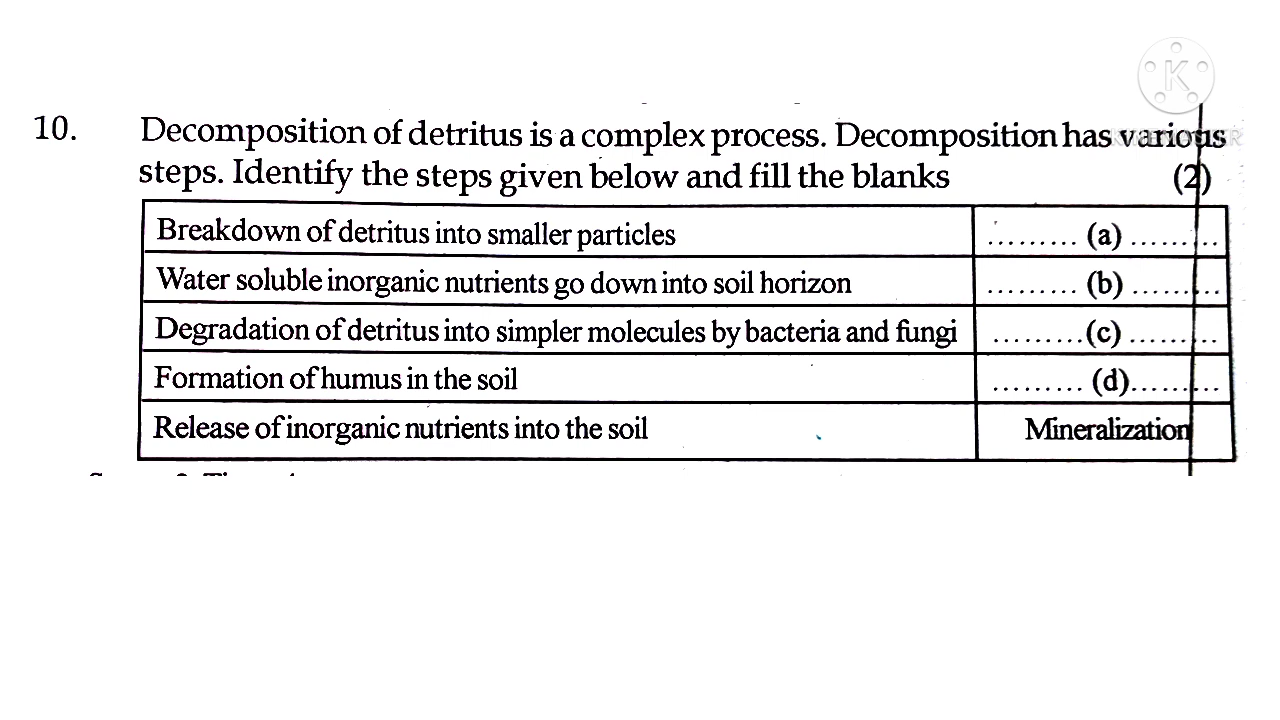 10. Decomposition of detritus is a complex process. Decomposition has various
steps. Identify the steps given below and fill the blanks (2)
Breakdown of detritus into smaller particles ......... (a) .........
Water soluble inorganic nutrients go down into soil horizon ......... (b) .........
Degradation of detritus into simpler molecules by bacteria and fungi .........(c) .........
Formation of humus in the soil ......... (d).........
Release of inorganic nutrients into the soil Mineralization